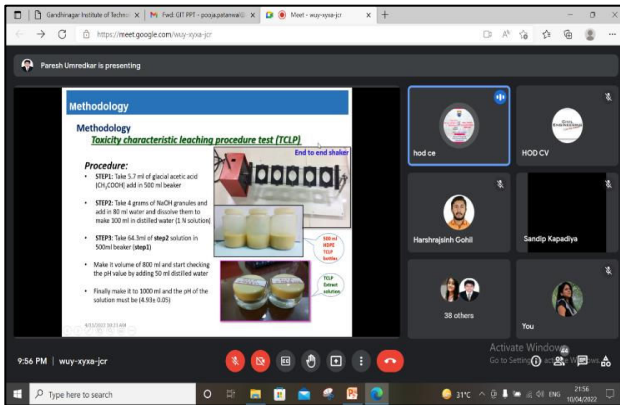 Gandhinagar Institute of Technolo
Fwd: GIT PPT - pooja.patanwal@
Meet - wuy-xyxa-jcr
https://meet.google.com/wuy-xyxa-jcr
Paresh Umredkar is presenting
Methodology
Methodology
Toxicity characteristic leaching procedure test (TCLP)
End to end shaker
Procedure:
• STEP1: Take 5.7 ml of glacial acetic acid
(CH3COOH) add in 500 ml beaker
• STEP2: Take 4 grams of NaOH granules and
add in 80 ml water and dissolve them to
make 100 ml in distilled water (1 N solution)
• STEP3: Take 64.3ml of step2 solution in
500ml beaker (step1)
• Make it volume of 800 ml and start checking
the pH value by adding 50 ml distilled water
• Finally make it to 1000 ml and the pH of the
solution must be (4.93± 0.05)
500 ml
HDPE
TCLP
bottles
TCLP
Extract
solution
hod ce
HOD CV
Harshrajsinh Gohil
Sandip Kapadiya
38 others
You
Activate Windows
Go to Settings
44
9:56 PM | wuy-xyxa-jcr
Type here to search
31°C
ENG
21:56
10/04/2022